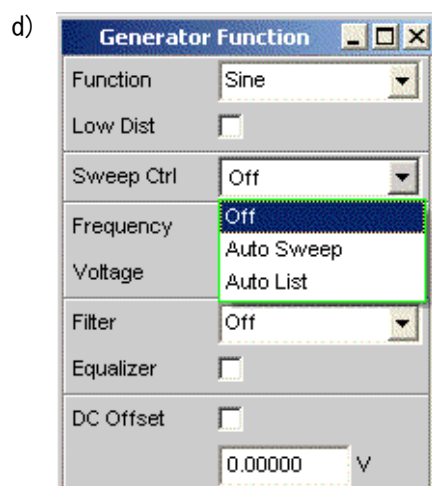 d)
Generator Function
Function Sine
Low Dist
Sweep Ctrl Off
Off
Frequency
Auto Sweep
Voltage
Auto List
Filter Off
Equalizer
DC Offset
0.00000 V